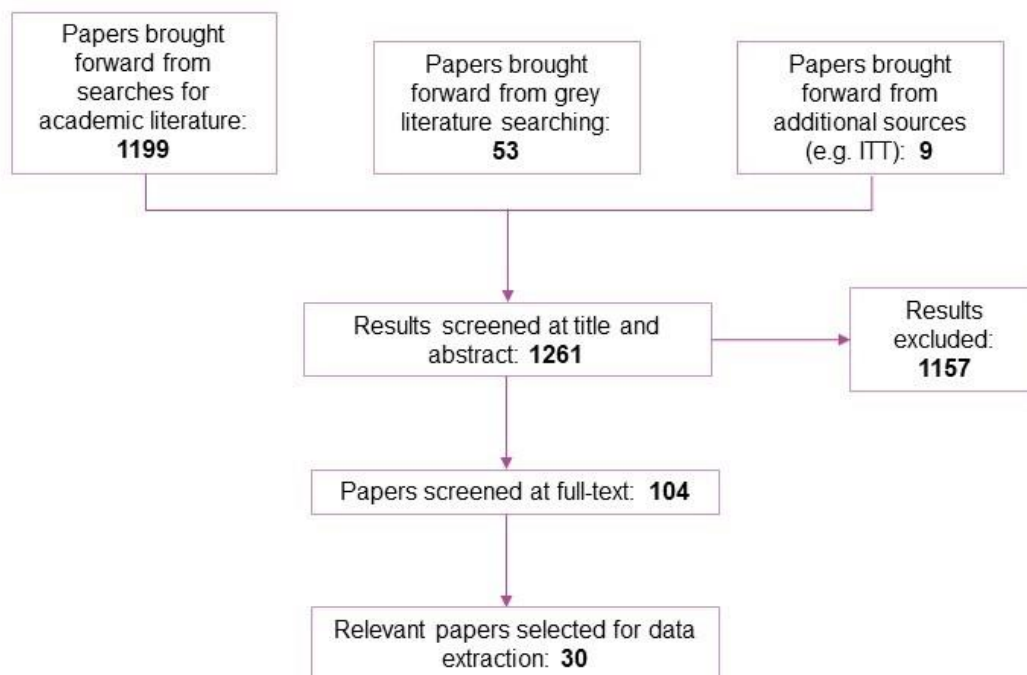 Papers brought
forward from
searches for
academic literature:
1199
Papers brought
forward from grey
literature searching:
53
Papers brought
forward from
additional sources
(e.g. ITT): 9
Results screened at title and
abstract: 1261
Results
excluded:
1157
Papers screened at full-text: 104
Relevant papers selected for data
extraction: 30